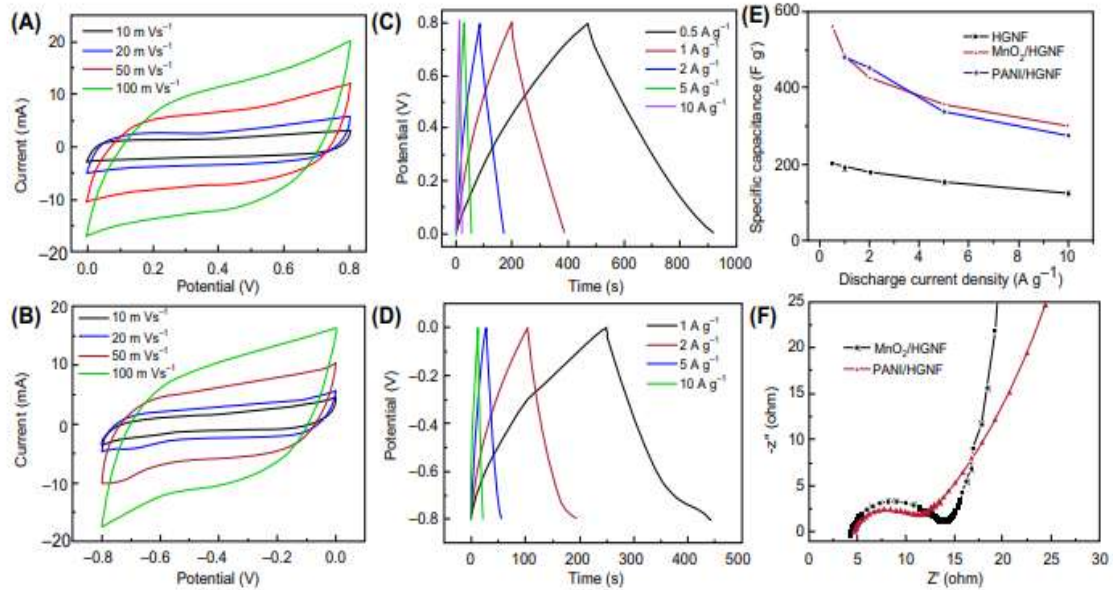 (A)
10 m Vs⁻¹
20 m Vs⁻¹
50 m Vs⁻¹
100 m Vs⁻¹
Current (mA)
20
10
0
–10
–20
0.0 0.2 0.4 0.6 0.8
Potential (V)
(C)
0.5 A g⁻¹
1 A g⁻¹
2 A g⁻¹
5 A g⁻¹
10 A g⁻¹
Potential (V)
0.8
0.6
0.4
0.2
0.0
0 200 400 600 800 1000
Time (s)
(E)
HGNF
MnO₂/HGNF
PANI/HGNF
Specific capacitance (F g⁻)
600
400
300
200
0
0 2 4 6 8 10
Discharge current density (A g⁻¹)
(B)
10 m Vs⁻¹
20 m Vs⁻¹
50 m Vs⁻¹
100 m Vs⁻¹
Current (mA)
20
15
10
5
0
–5
–10
–15
–20
–0.8 –0.6 –0.4 –0.2 0.0
Potential (V)
(D)
1 A g⁻¹
2 A g⁻¹
5 A g⁻¹
10 A g⁻¹
Potential (V)
–0.0
–0.2
–0.4
–0.6
–0.8
0 100 200 300 400 500
Time (s)
(F)
MnO₂/HGNF
PANI/HGNF
-z'' (ohm)
25
20
15
10
5
2.5
0
0 5 10 15 20 25 30
Z' (ohm)